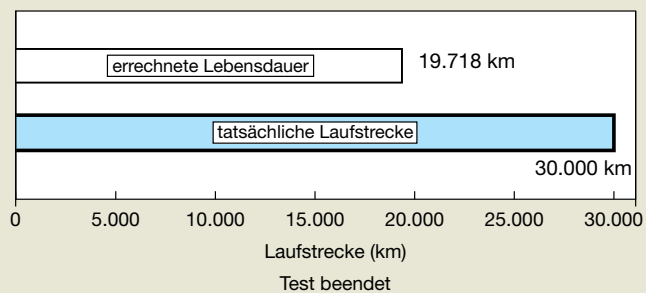 errechnete Lebensdauer
19.718 km
tatsächliche Laufstrecke
30.000 km
0 5.000 10.000 15.000 20.000 25.000 30.000
Laufstrecke (km)
Test beendet